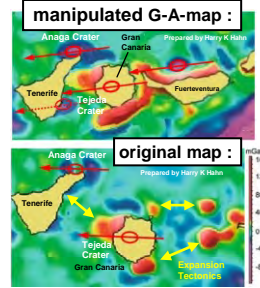 manipulated G-A-map :
Anaga Crater
Gran
Canaria
Prepared by Harry K Hahn
Tenerife
Fuerteventura
Tejeda
Crater
mGal
original map :
Anaga Crater
Prepared by Harry K Hahn
Tenerife
Tejeda
Crater
Gran Canaria
Expansion
Tectonics